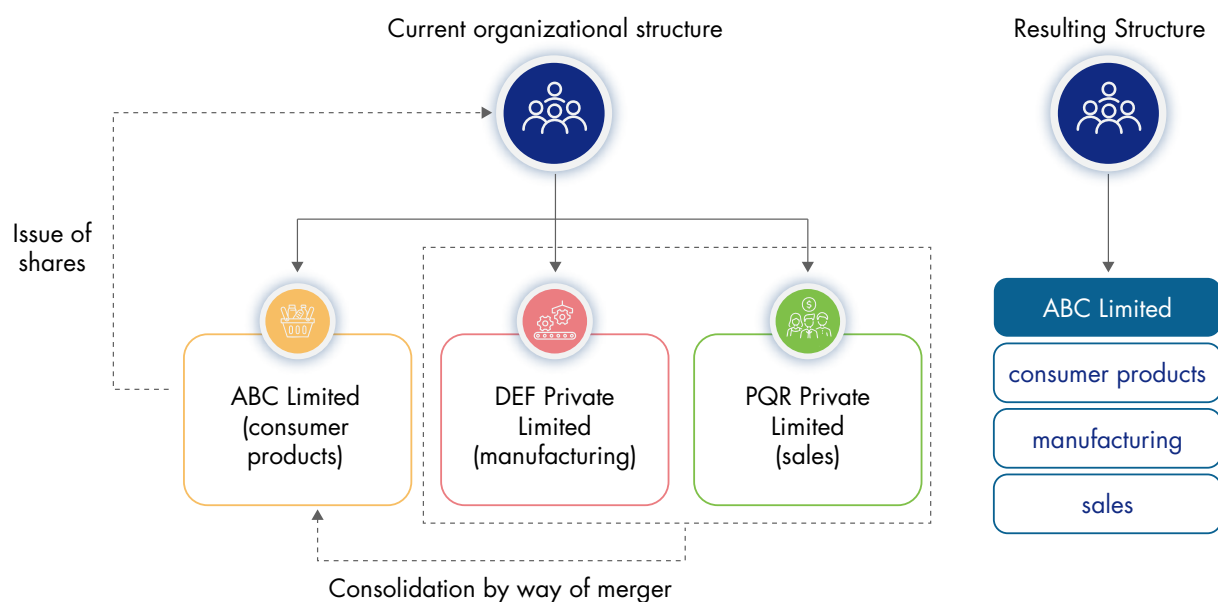 Current organizational structure
Resulting Structure
Issue of
shares
ABC Limited
(consumer
products)
DEF Private
Limited
(manufacturing)
$
PQR Private
Limited
(sales)
Consolidation by way of merger
ABC Limited
consumer products
manufacturing
sales